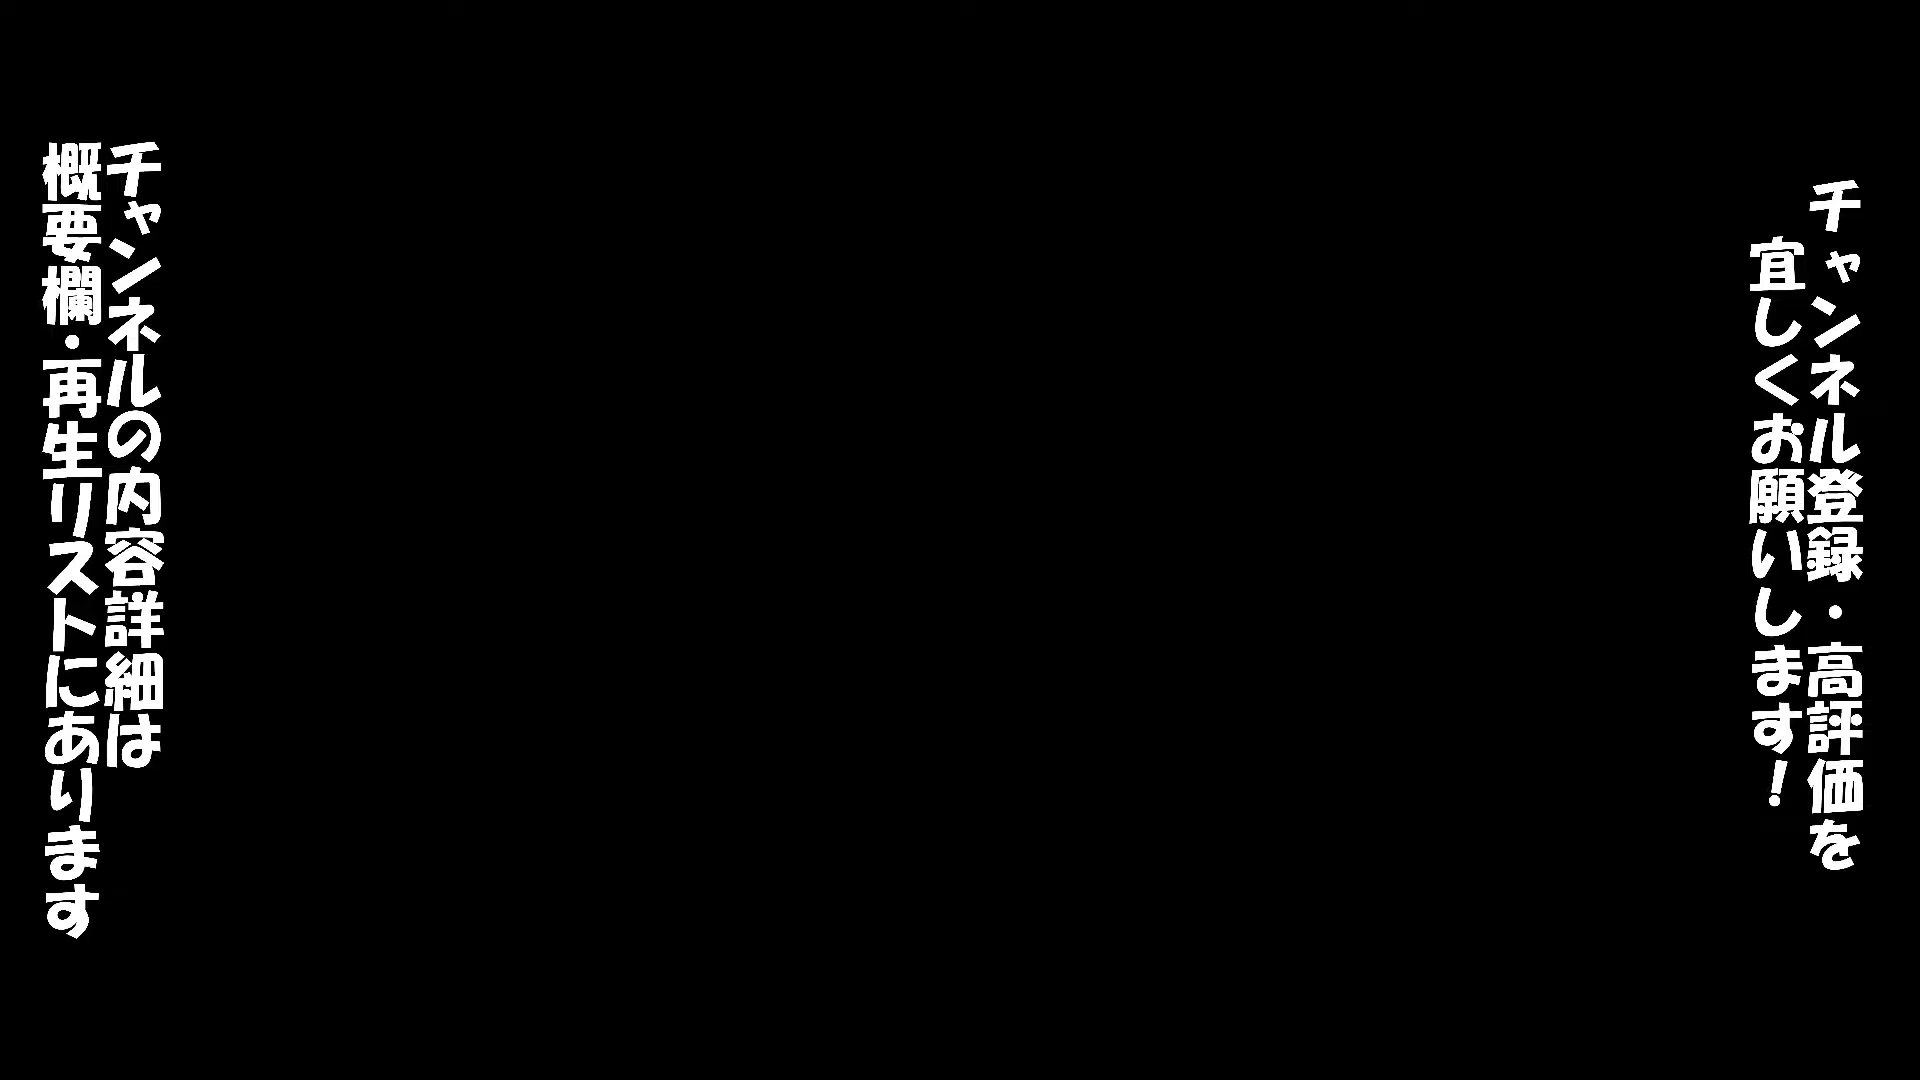 チャンネル登録・高評価を
宜しくお願いします!
チャンネルの内容詳細は
概要欄・再生リストにあります